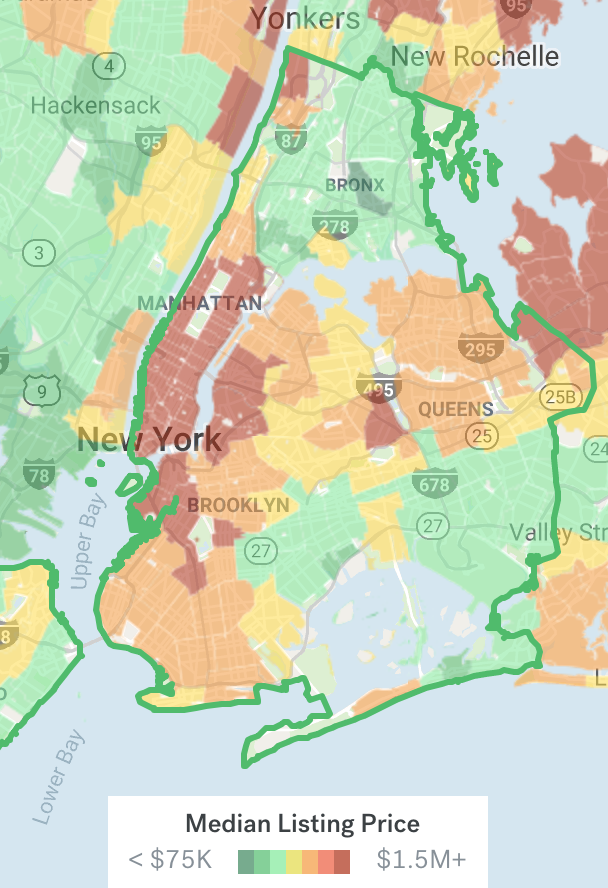 Yonkers
95
New Rochelle
4
Hackensack
95
87
BRONX
278
3
MANHATTAN
295
9
495
25B
QUEENS
New York
25
24
78
678
BROOKLYN
27
Valley Str
27
Upper Bay
8
L
Lower Bay
Median Listing Price
< $75K
$1.5M+